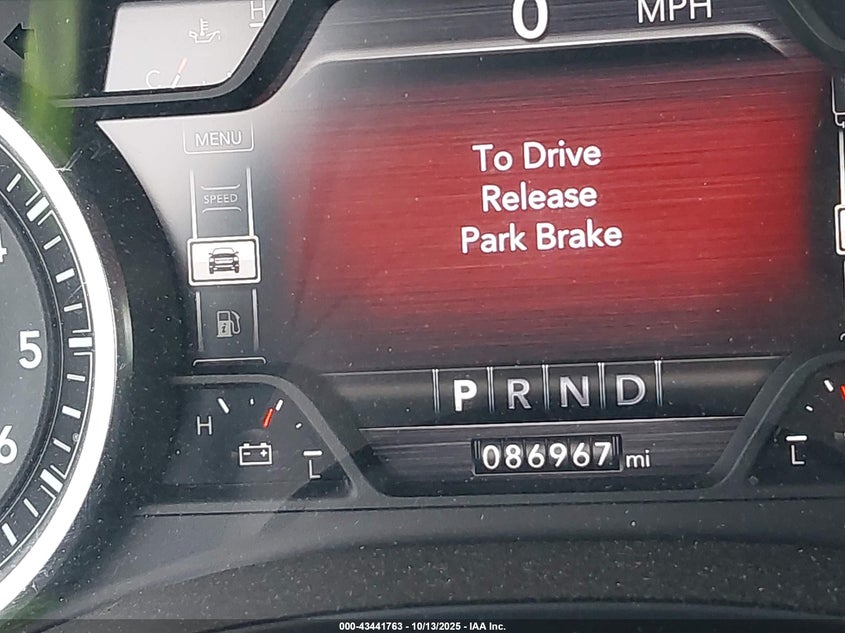 H
0 MPH
C
MENU
SPEED
To Drive
Release
Park Brake
5
6
P R N D
H
L
L
086967 mi
000-43441763 - 10/13/2025 - IAA Inc.